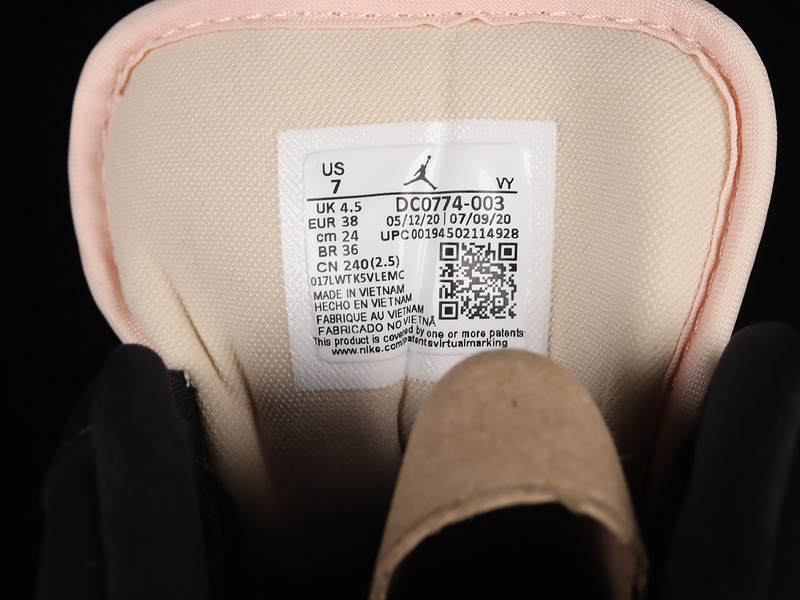 US
7
VY
UK 4.5
DC0774-003
EUR 38
05/12/20 | 07/09/20
cm 24
UPC00194502114928
BR 36
CN 240(2.5)
017LWTK5VLEMC
MADE IN VIETNAM
HECHO EN VIETNAM
FABRIQUE AU VIETNAM
FABRICADO NO VIETNÃ
This product is covered by one or more patents
www.nike.com/patentsvirtualmarking